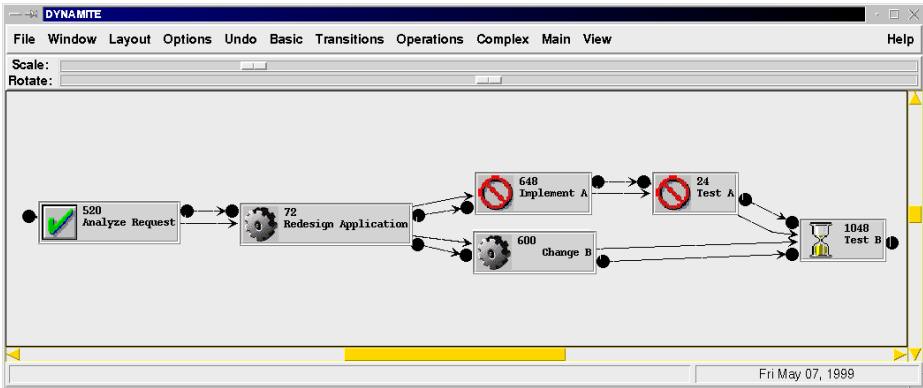 DYNAMITE
File Window Layout Options Undo Basic Transitions Operations Complex Main View Help
Scale:
Rotate:
648
Implement A
24
Test A
520
Analyze Request
72
Redesign Application
1048
Test B
600
Change B
Fri May 07, 1999